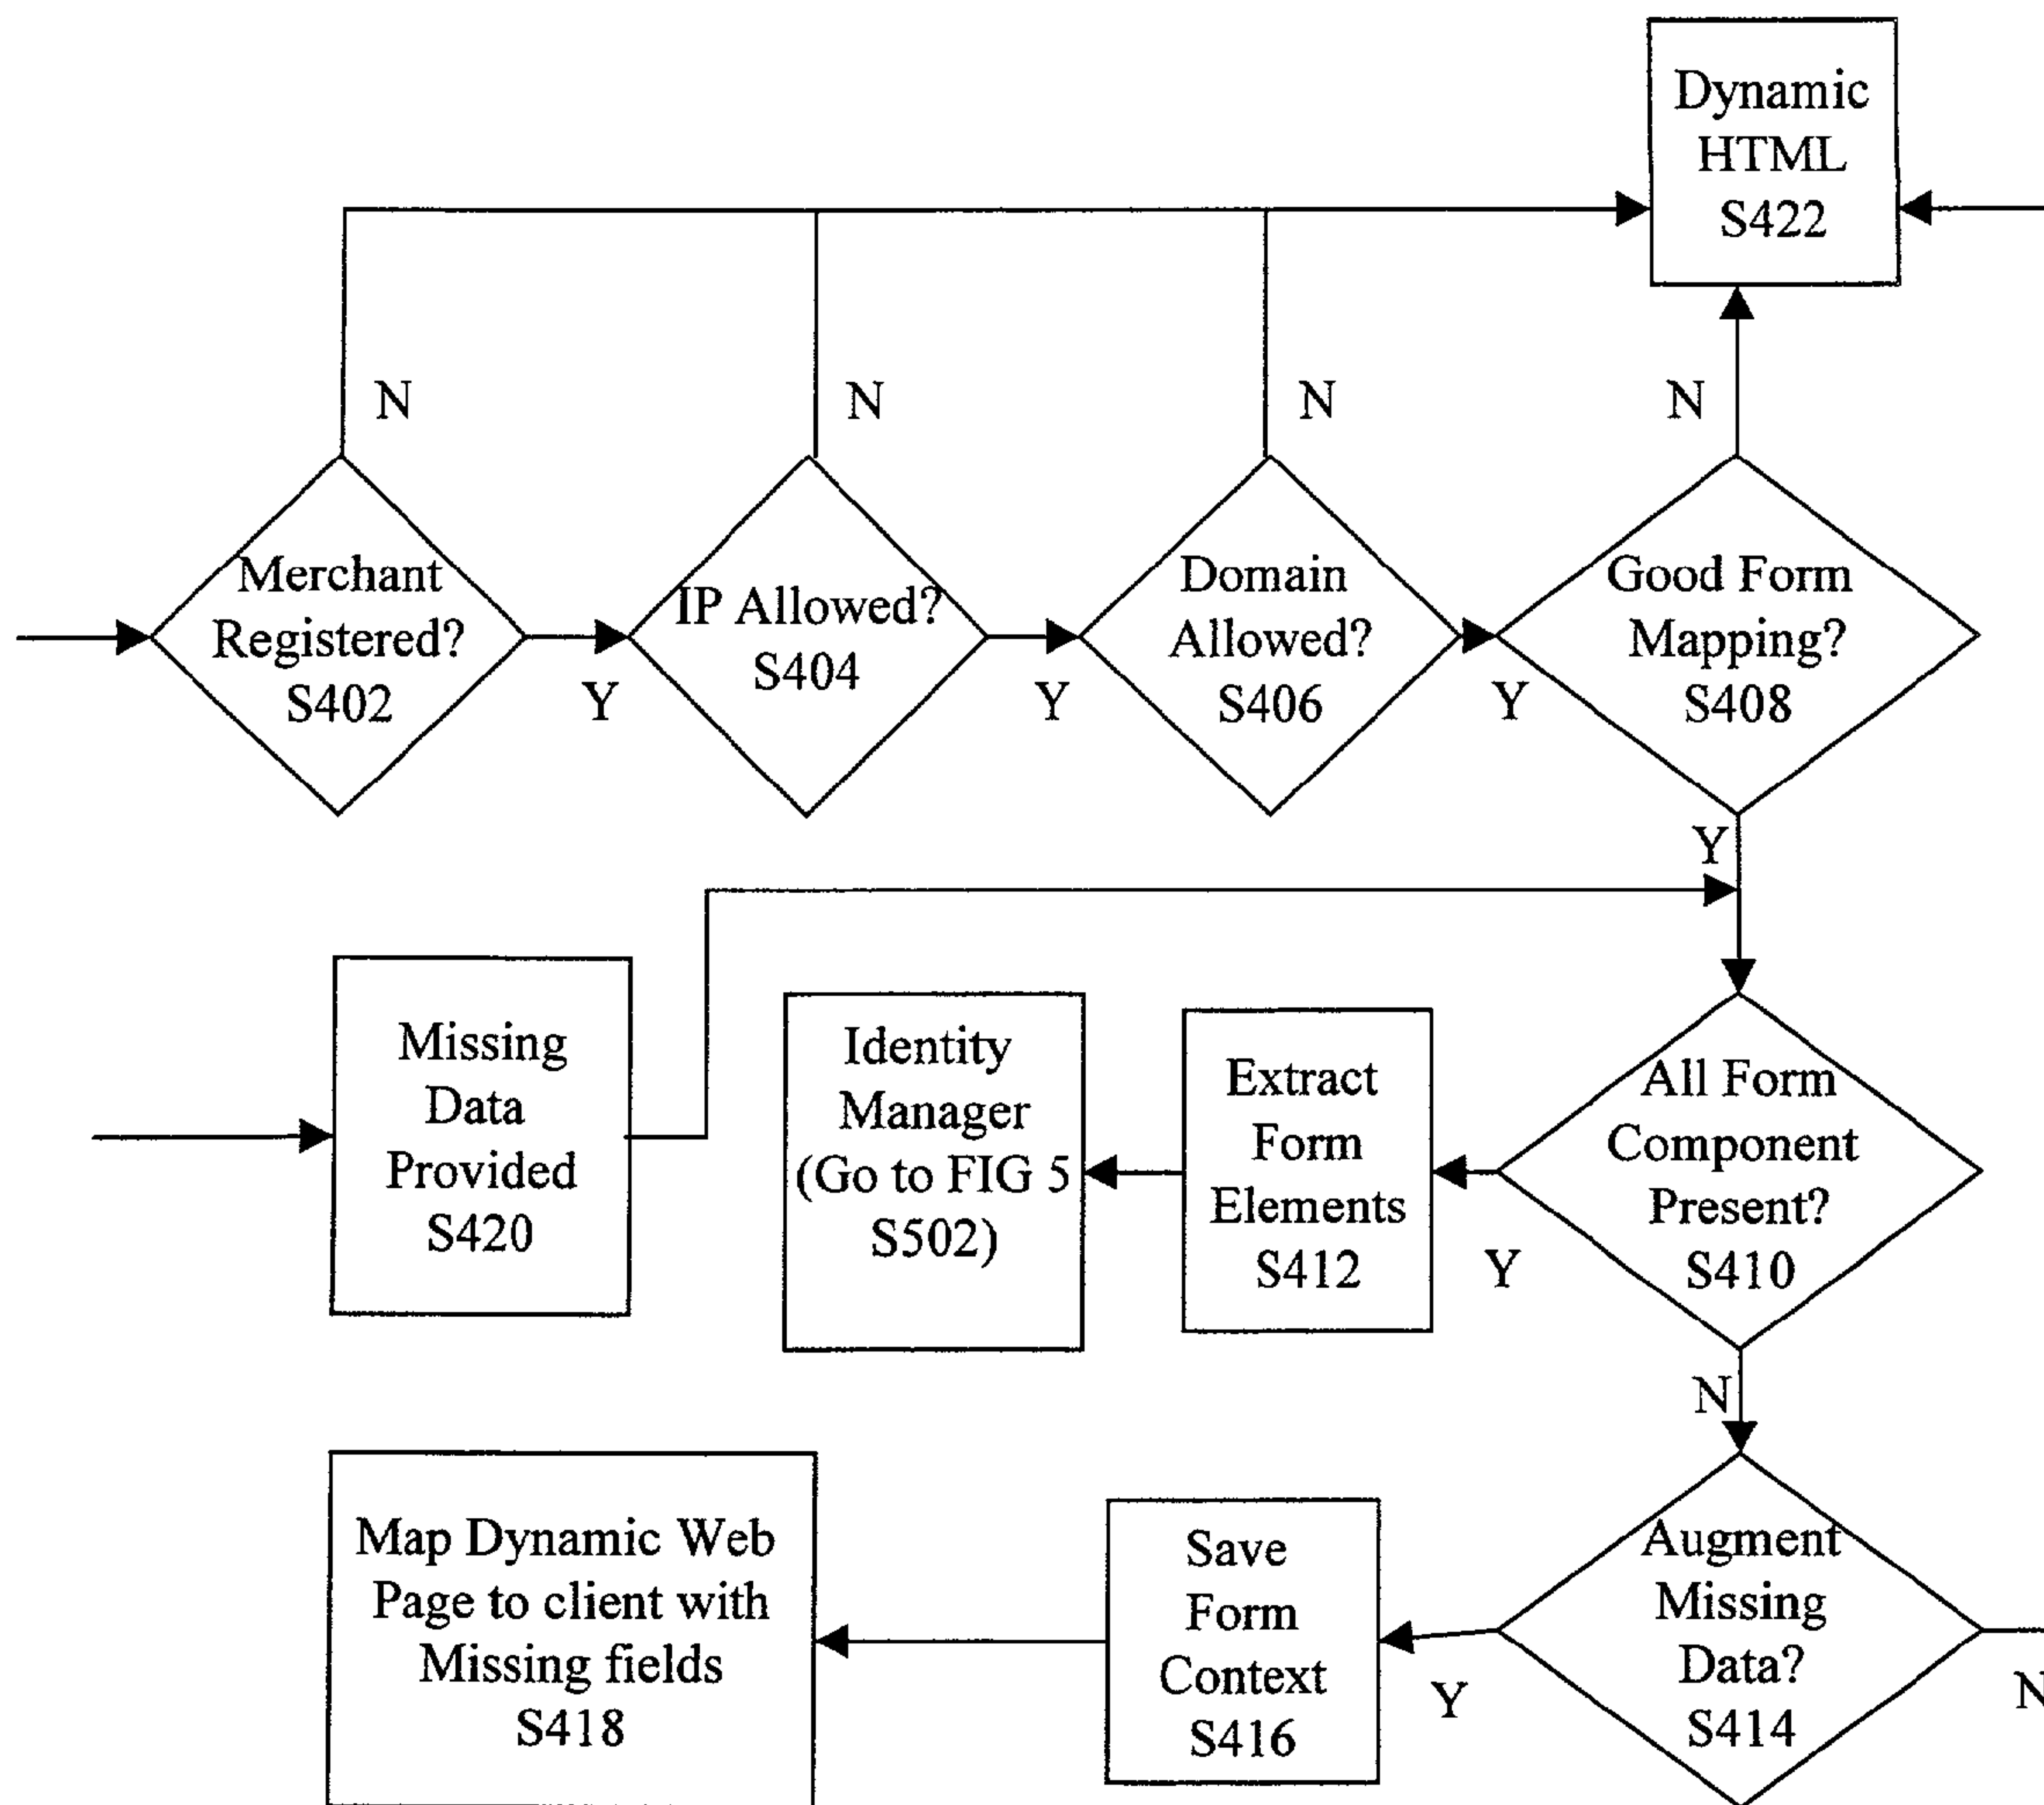 Dynamic
HTML
S422
N
N
N
N
Merchant
Registered?
S402
Y
IP Allowed?
S404
Y
Domain
Allowed?
S406
Y
Good Form
Mapping?
S408
Y
Missing
Data
Provided
S420
Identity
Manager
(Go to FIG 5
S502)
Extract
Form
Elements
S412
Y
All Form
Component
Present?
S410
N
Map Dynamic Web
Page to client with
Missing fields
S418
Save
Form
Context
S416
Y
Augment
Missing
Data?
S414
N